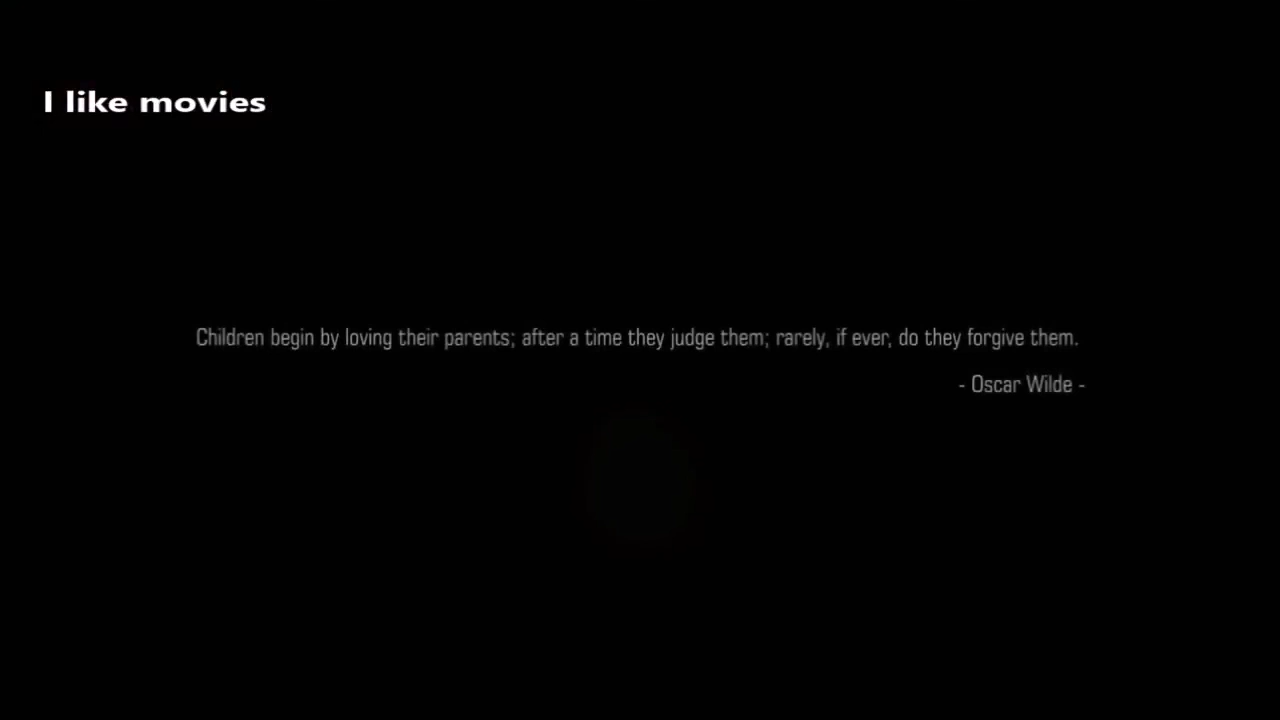 I like movies
Children begin by loving their parents; after a time they judge them; rarely, if ever, do they forgive them.
- Oscar Wilde -